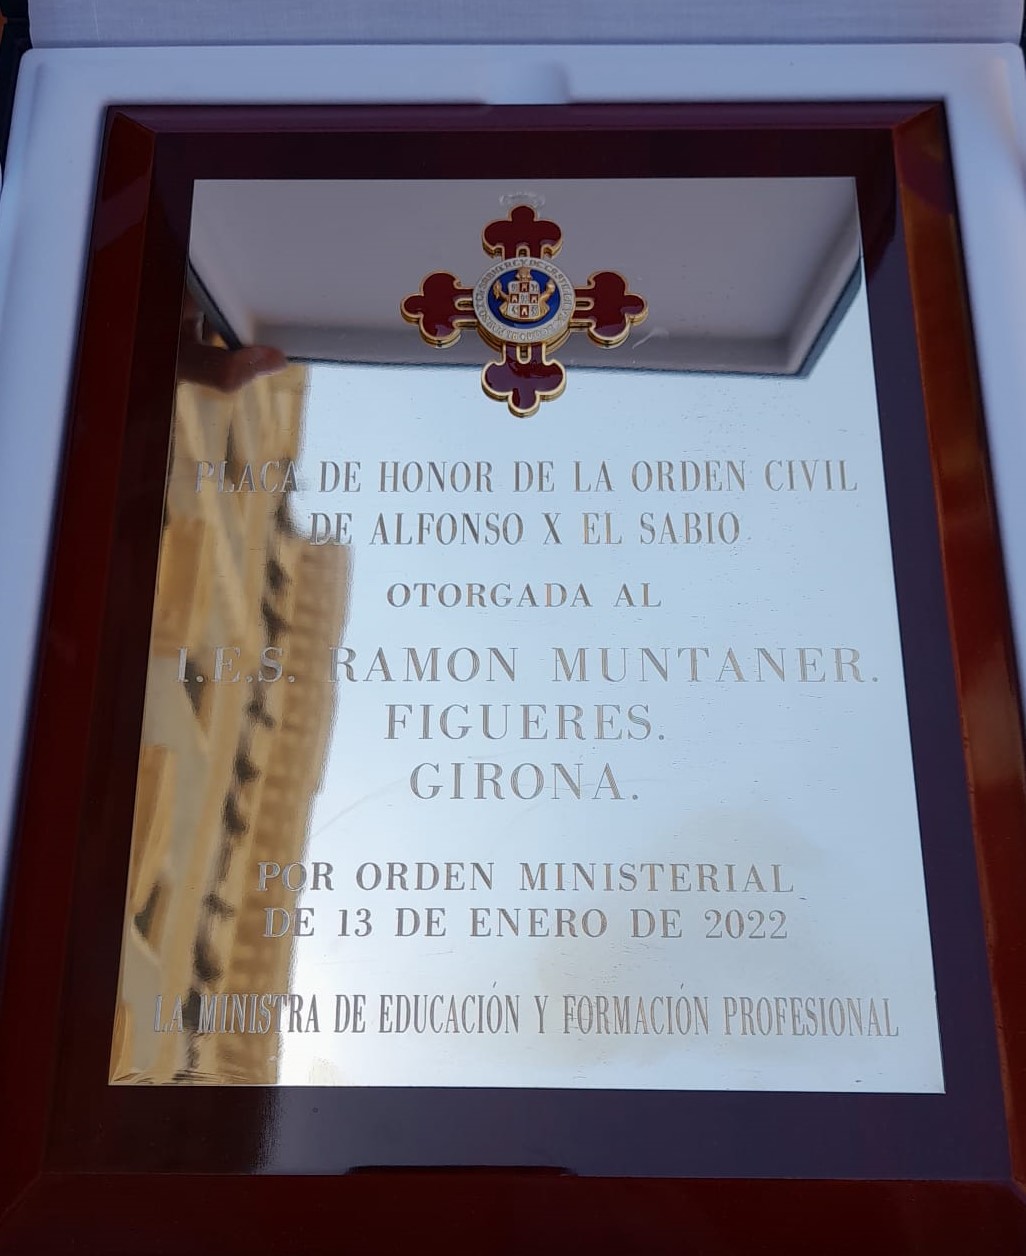 PLACA DE HONOR DE LA ORDEN CIVIL
DE ALFONSO X EL SABIO
OTORGADA AL
I.E.S. RAMON MUNTANER.
FIGUERES.
GIRONA.
POR ORDEN MINISTERIAL
DE 13 DE ENERO DE 2022
LA MINISTRA DE EDUCACIÓN Y FORMACIÓN PROFESIONAL